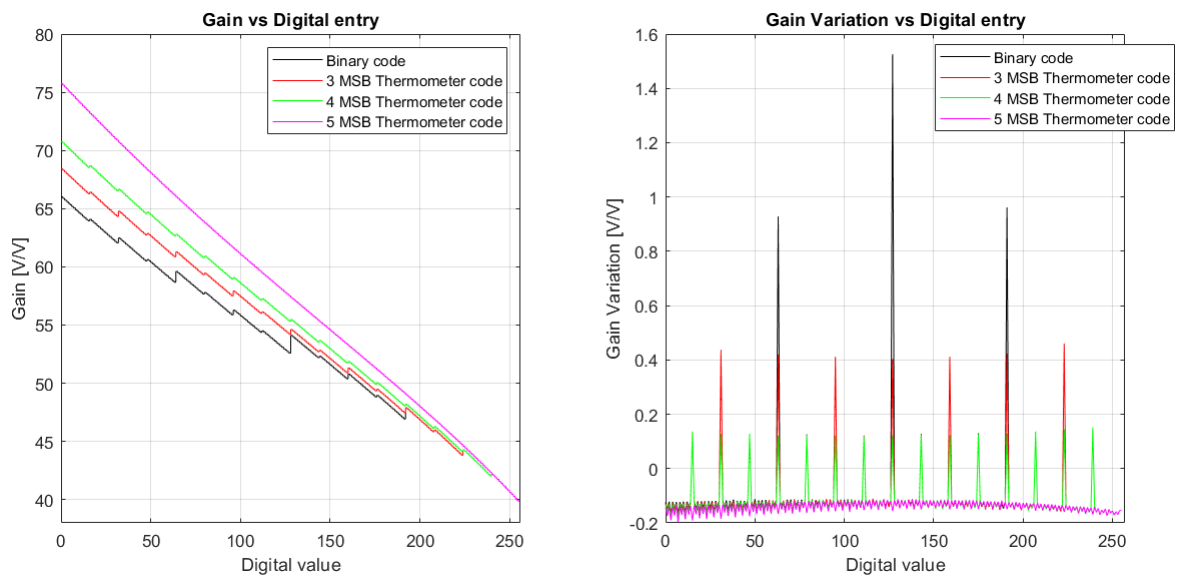 Gain vs Digital entry
80
75
70
65
60
55
50
45
40
Gain [V/V]
0
50
100
150
200
250
Digital value
Binary code
3 MSB Thermometer code
4 MSB Thermometer code
5 MSB Thermometer code
Gain Variation vs Digital entry
1.6
1.4
1.2
1
0.8
0.6
0.4
0.2
0
-0.2
Gain Variation [V/V]
0
50
100
150
200
250
Digital value
Binary code
3 MSB Thermometer code
4 MSB Thermometer code
5 MSB Thermometer code